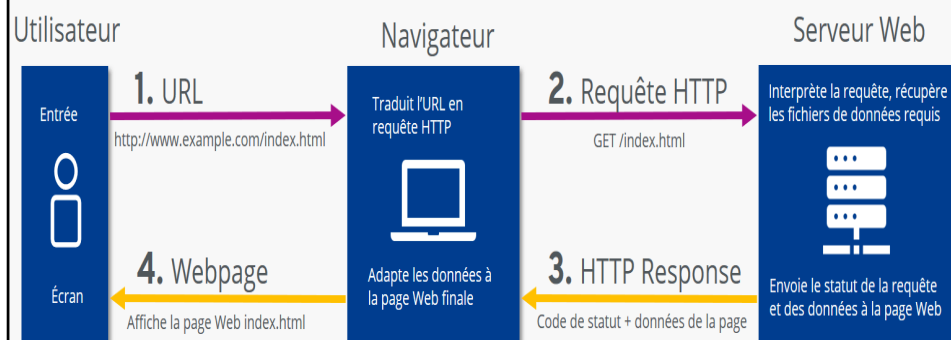 Utilisateur
Navigateur
Serveur Web
Entrée
1. URL
http://www.example.com/index.html
Traduit l'URL en
requête HTTP
2. Requête HTTP
GET /index.html
Interprète la requête, récupère
les fichiers de données requis
Écran
4. Webpage
Affiche la page Web index.html
Adapte les données à
la page Web finale
3. HTTP Response
Code de statut + données de la page
Envoie le statut de la requête
et des données à la page Web